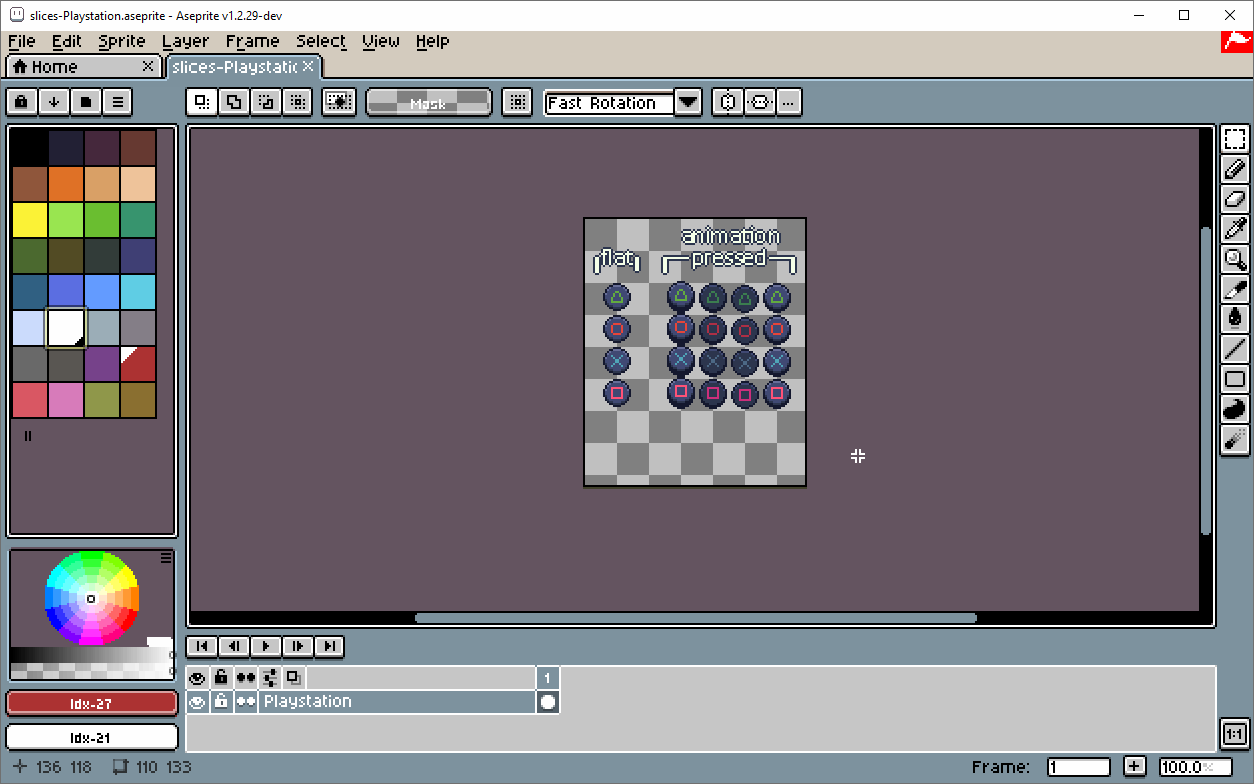 slices-Playstation.aseprite - Aseprite v1.2.29-dev
File Edit Sprite Layer Frame Select View Help
Home slices-Playstatic
Mask Fast Rotation ...
animation
flat pressed
Idx-27
Idx-21
1
Playstation
1:1
136 118 110 133 Frame: 1 + 100.0%